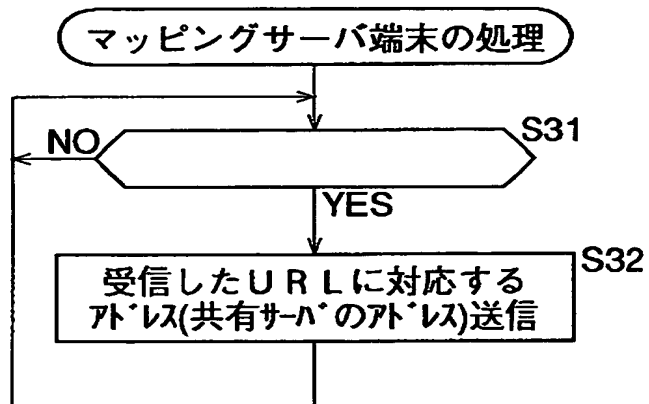 マッピングサーバ端末の処理
S31
NO
YES
S32
受信したURLに対応する
ｱﾄﾞﾚｽ(共有ｻｰﾊﾞのｱﾄﾞﾚｽ)送信